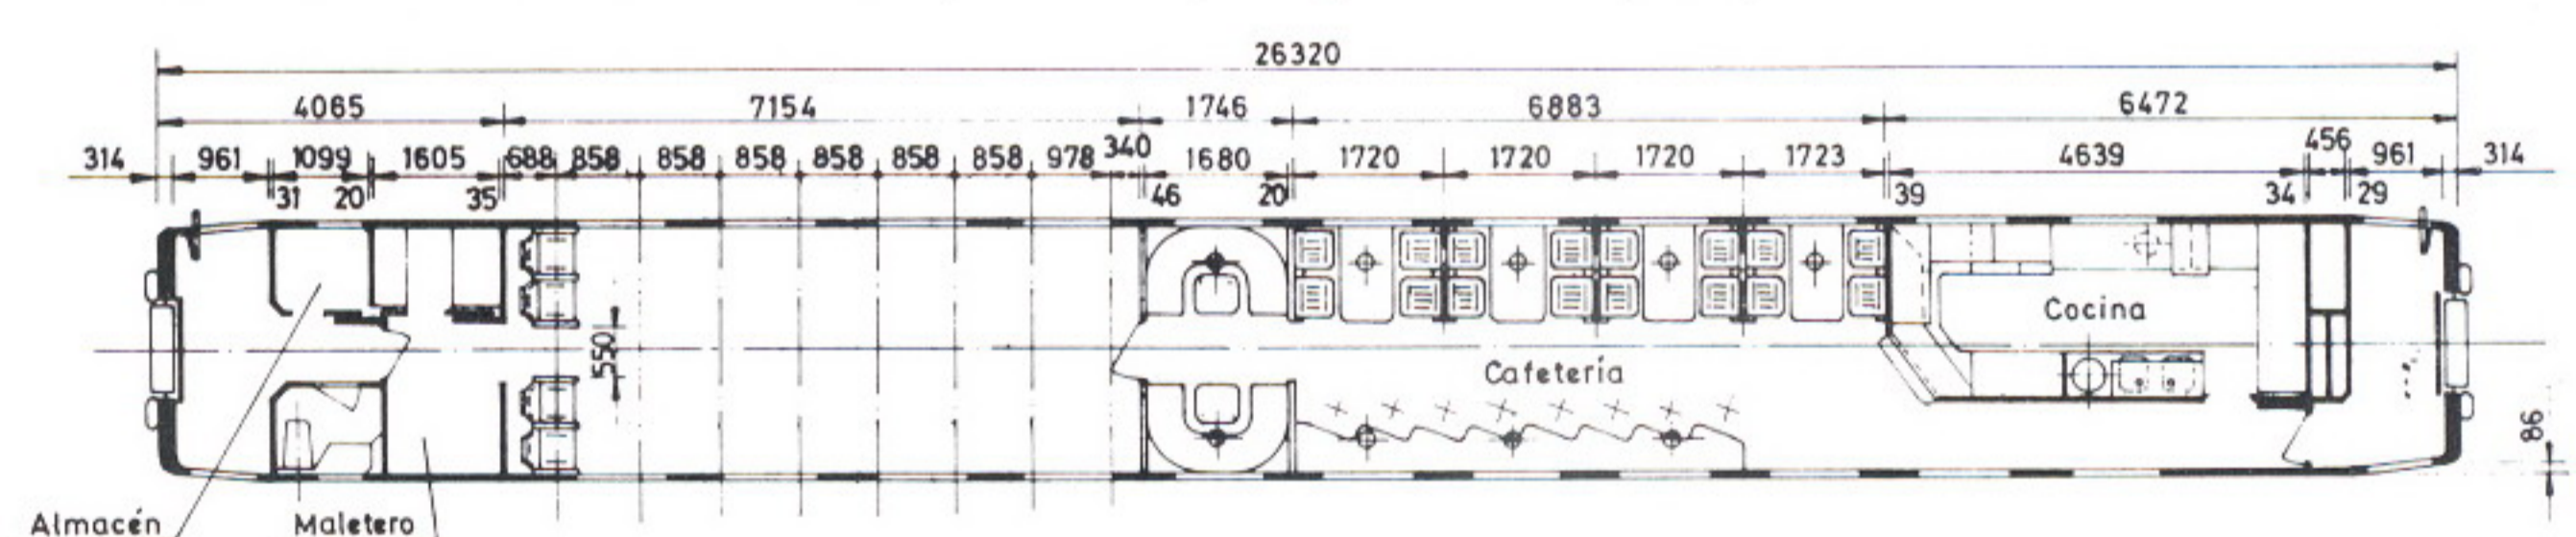 26320
4065 7154 1746 6883 6472
314 961 1099 1605 688 858 858 858 858 858 858 978 340 1680 1720 1720 1720 1723 4639 456 961 314
31 20 35 46 20 39 34 29
550
Cocina
Cafetería
86
Almacén Maletero